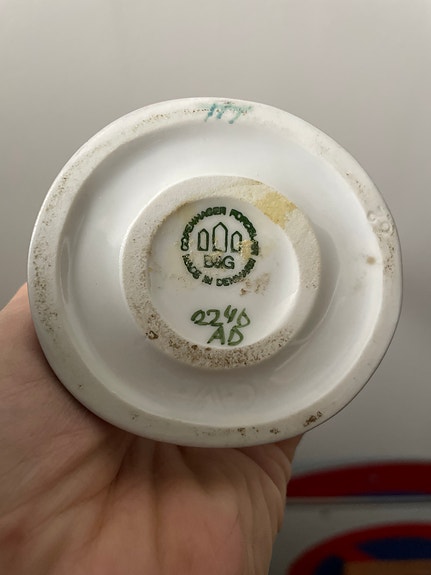 COPENHAGEN PORCELAIN
B&G
MADE IN DENMARK
0240
AD